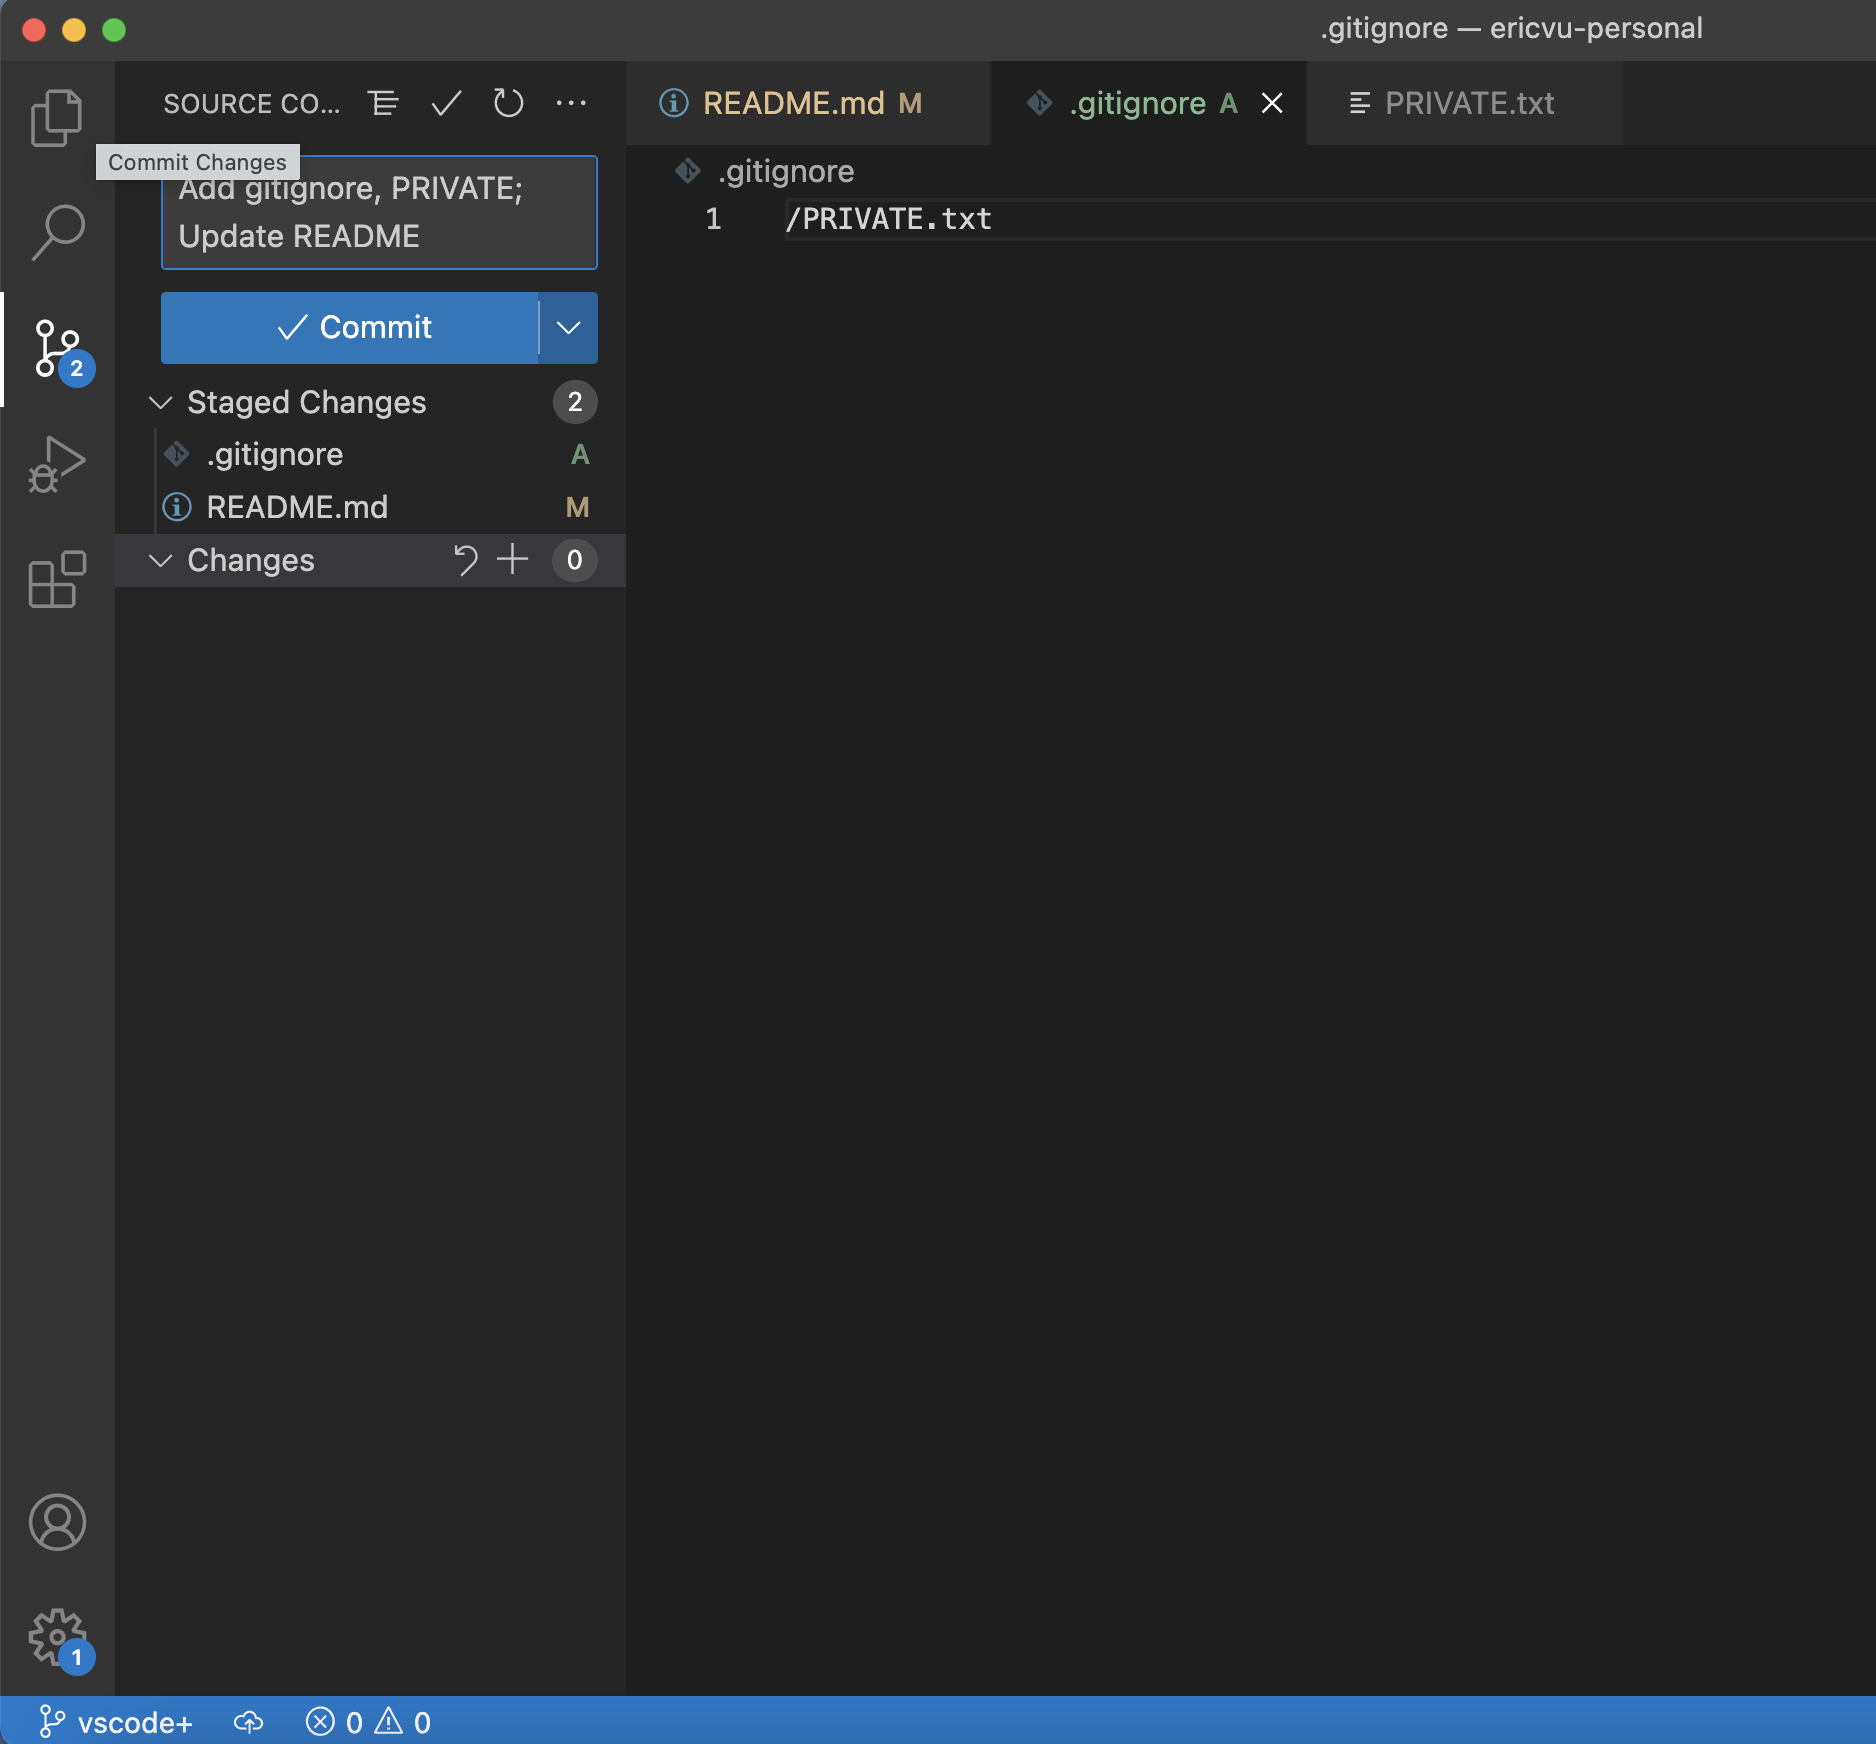 .gitignore — ericvu-personal
SOURCE CO...
README.md M
.gitignore A
PRIVATE.txt
Commit Changes
Add gitignore, PRIVATE;
Update README
.gitignore
1 /PRIVATE.txt
Commit
2
Staged Changes 2
.gitignore A
README.md M
Changes 0
1
vscode+ 0 0